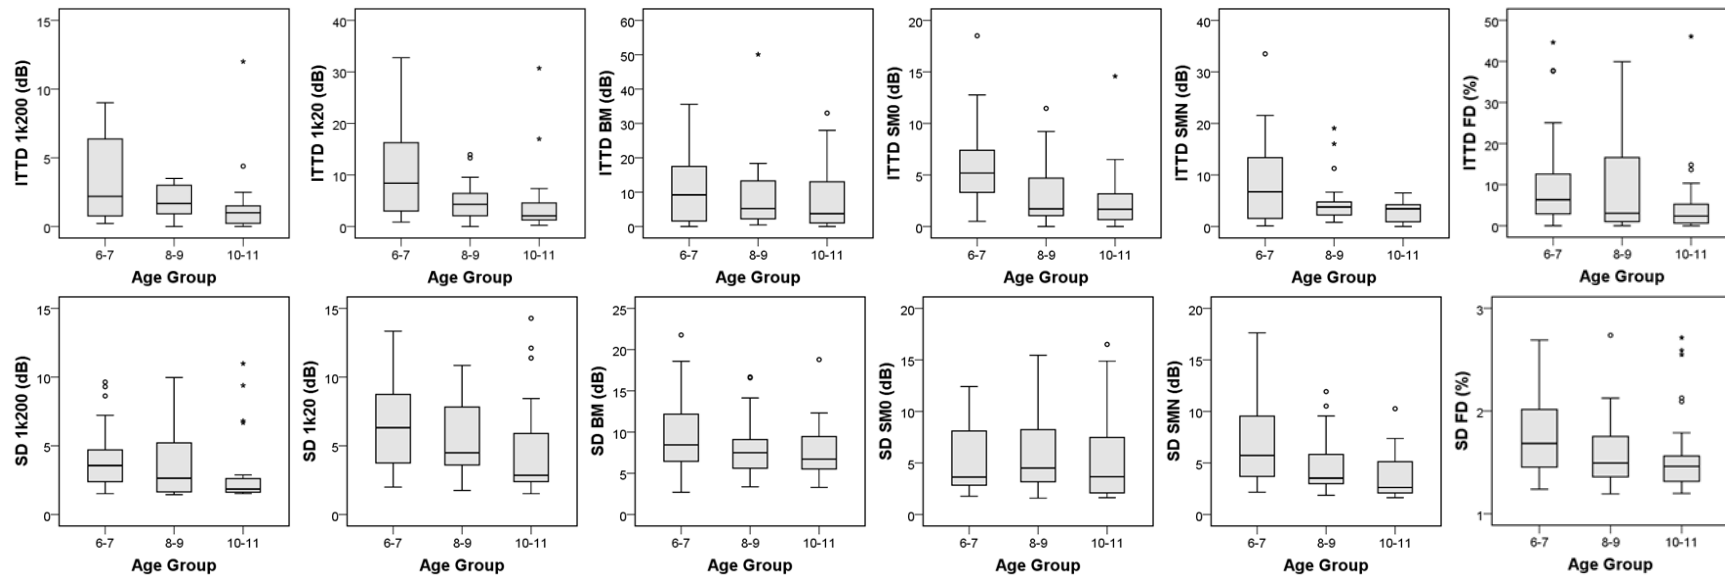 ITTD 1k200 (dB)
15
10
5
0
6-7 8-9 10-11
Age Group
ITTD 1k20 (dB)
40
30
20
10
0
6-7 8-9 10-11
Age Group
ITTD BM (dB)
60
50
40
30
20
10
0
6-7 8-9 10-11
Age Group
ITTD SM0 (dB)
20
15
10
5
0
6-7 8-9 10-11
Age Group
ITTD SMN (dB)
40
30
20
10
0
6-7 8-9 10-11
Age Group
ITTD FD (%)
50
40
30
20
10
0
6-7 8-9 10-11
Age Group
SD 1k200 (dB)
15
10
5
0
6-7 8-9 10-11
Age Group
SD 1k20 (dB)
15
10
5
0
6-7 8-9 10-11
Age Group
SD BM (dB)
25
20
15
10
5
0
6-7 8-9 10-11
Age Group
SD SM0 (dB)
20
15
10
5
0
6-7 8-9 10-11
Age Group
SD SMN (dB)
20
15
10
5
0
6-7 8-9 10-11
Age Group
SD FD (%)
3
2
1
6-7 8-9 10-11
Age Group